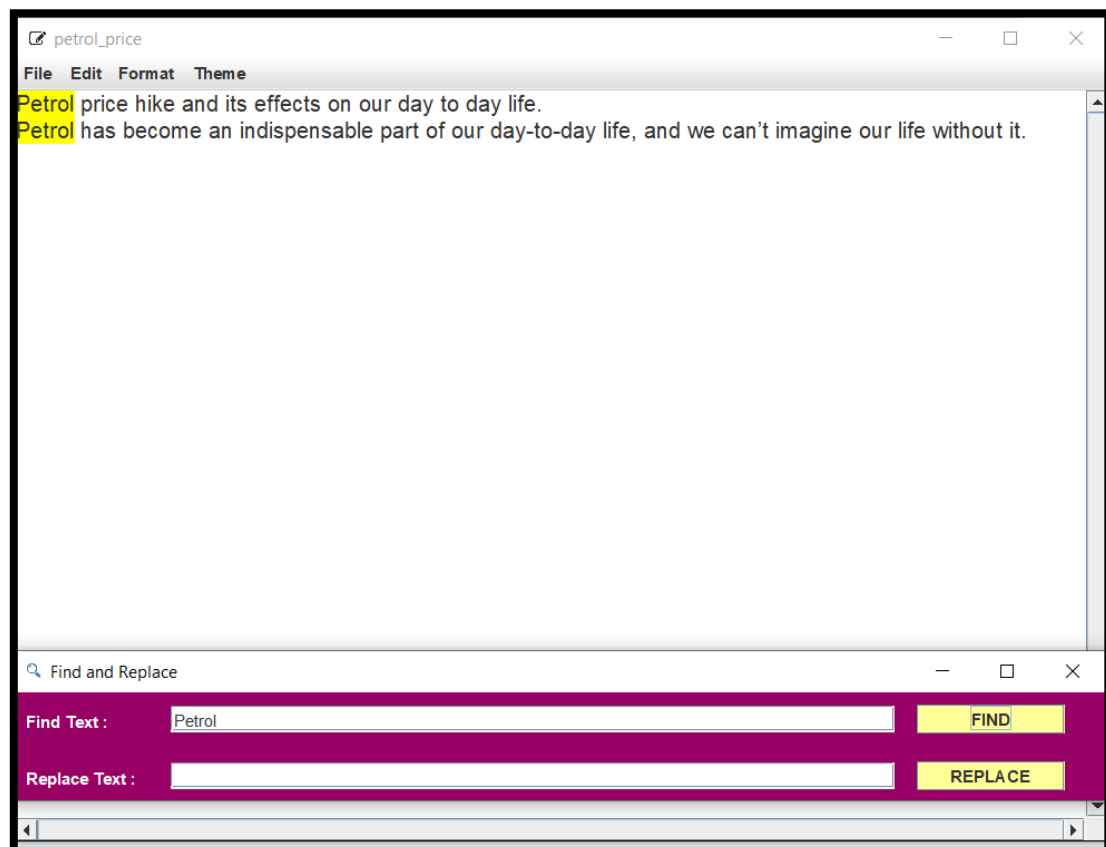 petrol_price
File Edit Format Theme
Petrol price hike and its effects on our day to day life.
Petrol has become an indispensable part of our day-to-day life, and we can’t imagine our life without it.
Find and Replace
Find Text : Petrol FIND
Replace Text : REPLACE